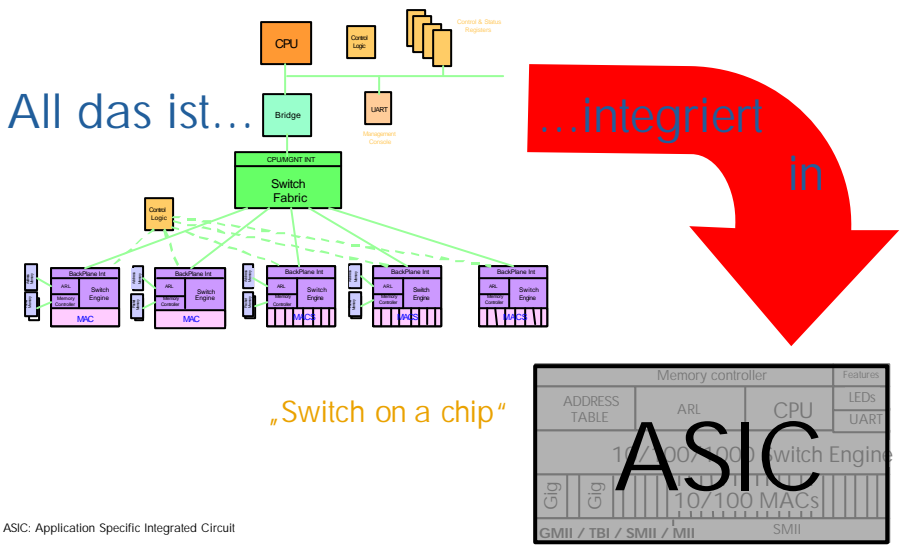 CPU
Control
Logic
Control & Status
Registers
All das ist...
Bridge
UART
Management
Console
...integriert
in
CPU/MGNT INT
Switch
Fabric
Control
Logic
BackPlane Int
ARL
Switch
Engine
Memory
Controller
MAC
BackPlane Int
ARL
Switch
Engine
Memory
Controller
MAC
BackPlane Int
ARL
Switch
Engine
Memory
Controller
MACS
BackPlane Int
ARL
Switch
Engine
Memory
Controller
MACS
BackPlane Int
ARL
Switch
Engine
Memory
Controller
MACS
„Switch on a chip“
Memory controller
Features
ADDRESS
TABLE
ARL
CPU
LEDs
UART
10/100/1000 Switch Engine
ASIC
Gig
Gig
10/100 MACs
GMII / TBI / SMII / MII
SMII
ASIC: Application Specific Integrated Circuit